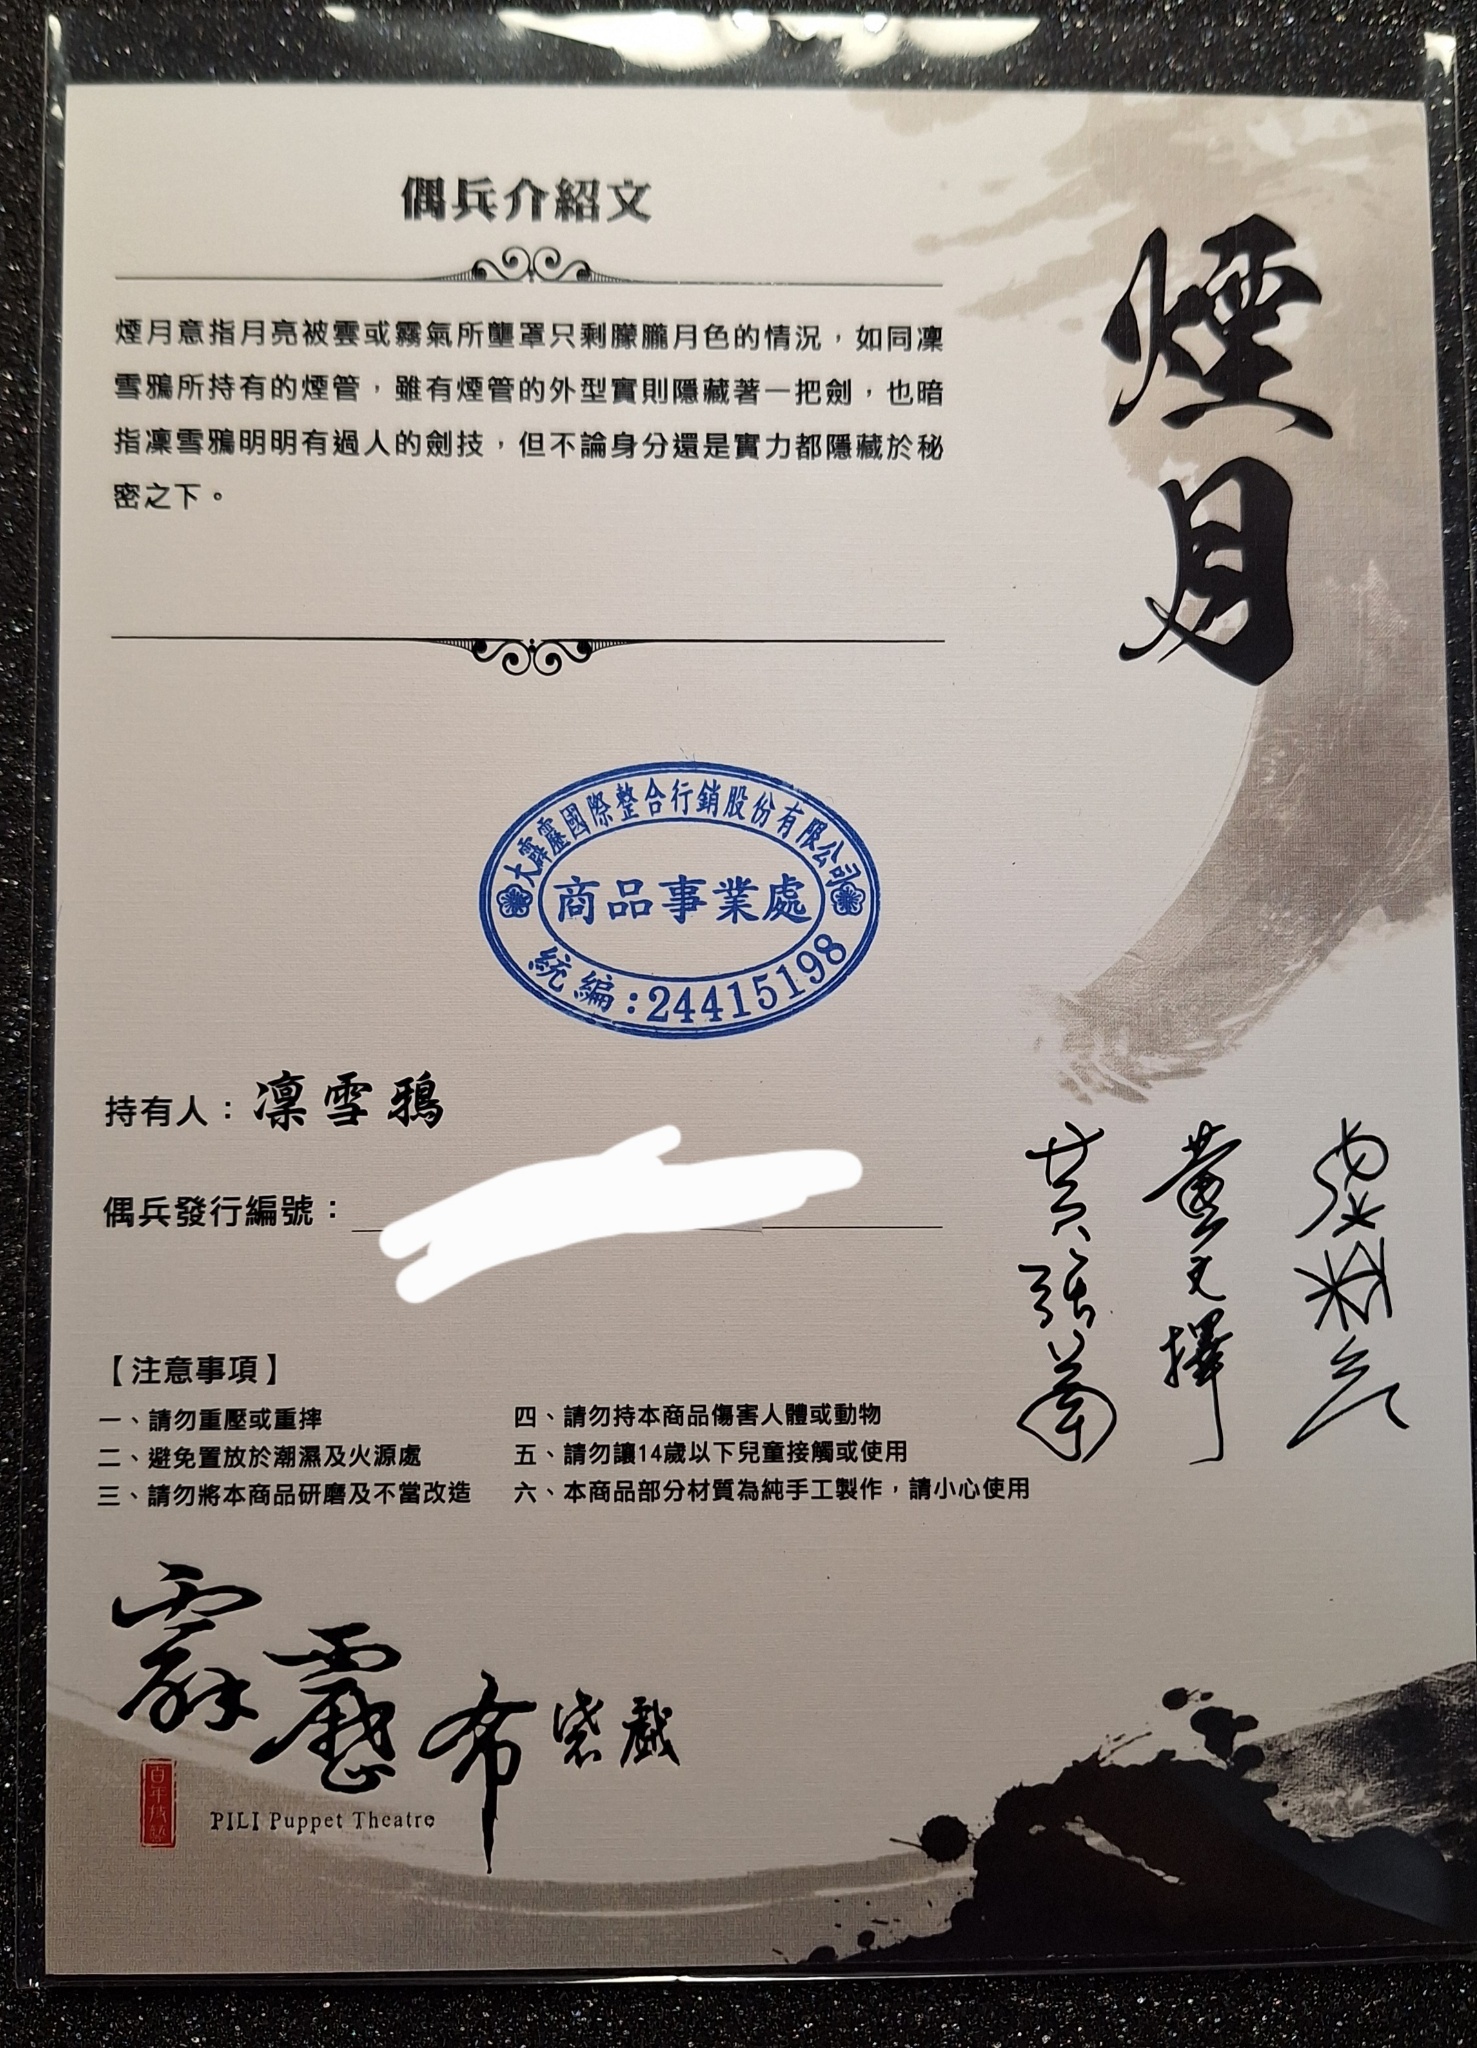 偶兵介紹文
煙月意指月亮被雲或霧氣所壟罩只剩朦朧月色的情況，如同凜
雪鴉所持有的煙管，雖有煙管的外型實則隱藏著一把劍，也暗
指凜雪鴉明明有過人的劍技，但不論身分還是實力都隱藏於秘
密之下。
煙月
大霹靂國際整合行銷股份有限公司
商品事業處
統編:24415198
持有人：凜雪鴉
偶兵發行編號：
黃強華
董文擇
【注意事項】
一、請勿重壓或重摔
二、避免置放於潮濕及火源處
三、請勿將本商品研磨及不當改造
四、請勿持本商品傷害人體或動物
五、請勿讓14歲以下兒童接觸或使用
六、本商品部分材質為純手工製作，請小心使用
霹靂布袋戲
百年掌藝
PILI Puppet Theatre